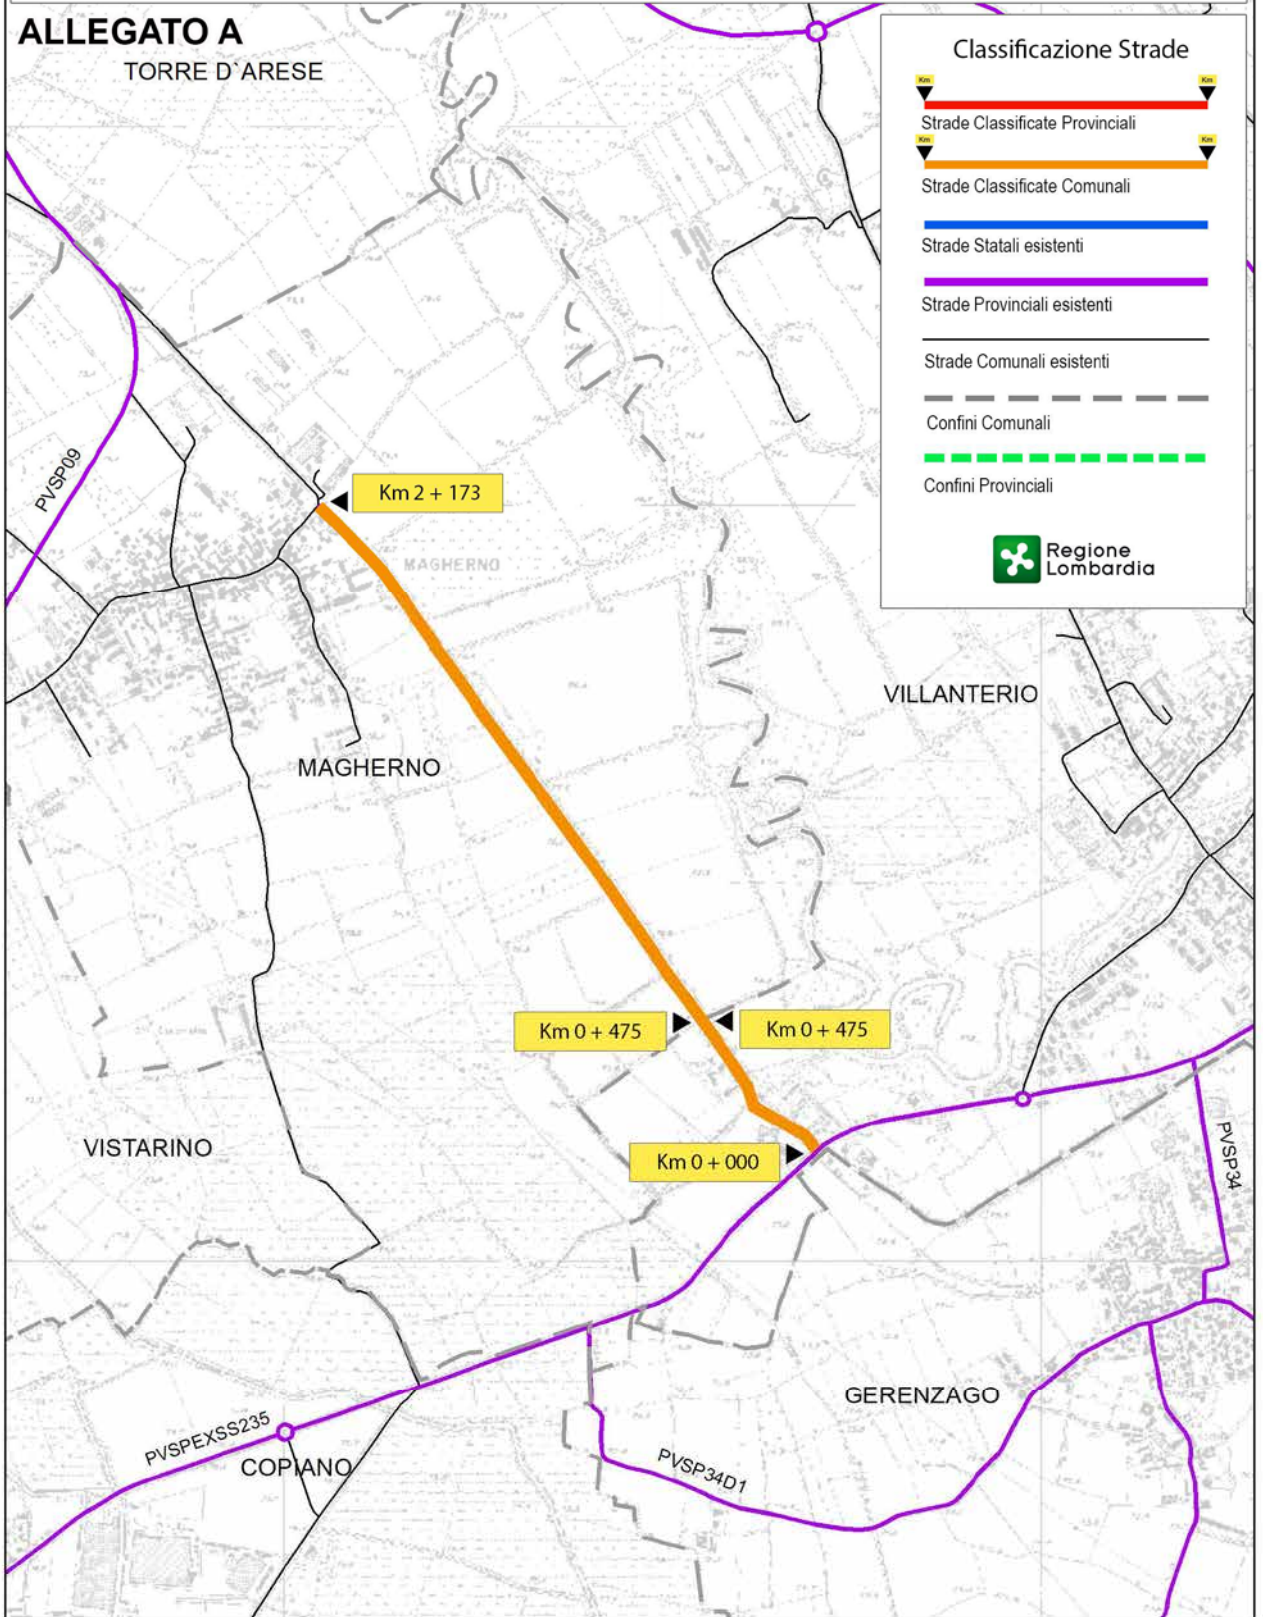 ALLEGATO A
TORRE D`ARESE
Classificazione Strade
Km
Km
Strade Classificate Provinciali
Km
Km
Strade Classificate Comunali
Strade Statali esistenti
Strade Provinciali esistenti
Strade Comunali esistenti
Confini Comunali
Confini Provinciali
Regione
Lombardia
PVSP09
Km 2 + 173
MAGHERNO
VILLANTERIO
MAGHERNO
Km 0 + 475
Km 0 + 475
VISTARINO
Km 0 + 000
PVSP34
GERENZAGO
PVSPEXSS235
COPIANO
PVSP34D1